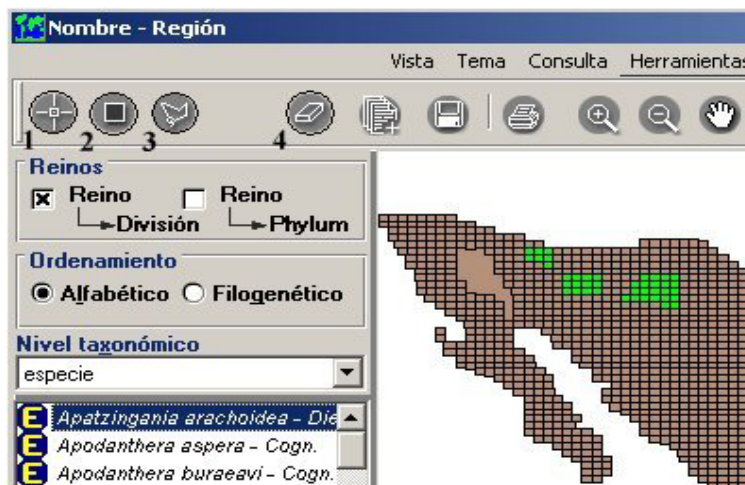 Nombre - Región
Vista Tema Consulta Herramientas
1 2 3 4
Reinos
Reino Reino
División Phylum
Ordenamiento
Alfabético Filogenético
Nivel taxonómico
especie
E Apatzingania arachoidea - Die
E Apodanthera aspera - Cogn.
E Apodanthera buraeavi - Cogn.